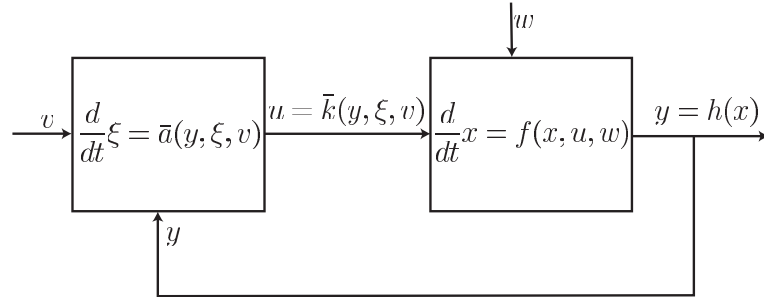 w
v
d/dt ξ = ā(y, ξ, v)
u = k̄(y, ξ, v)
d/dt x = f(x, u, w)
y = h(x)
y